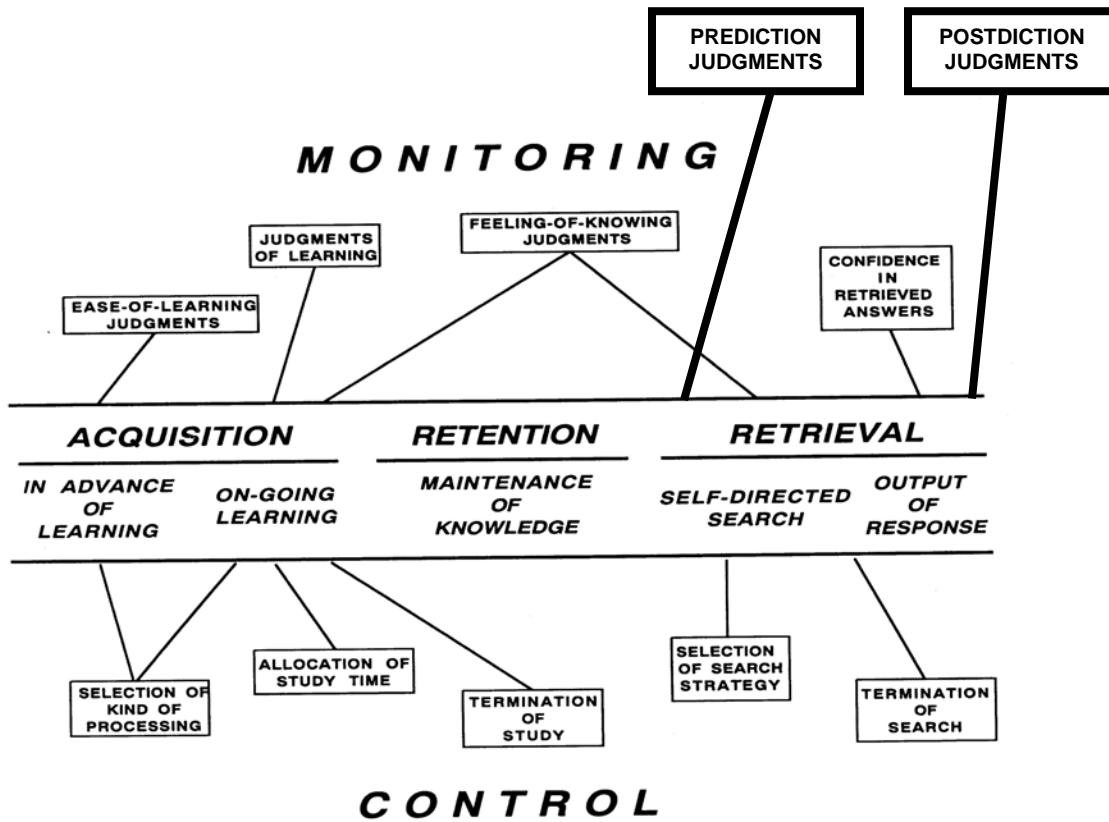 PREDICTION
JUDGMENTS
POSTDICTION
JUDGMENTS
MONITORING
EASE-OF-LEARNING
JUDGMENTS
JUDGMENTS
OF LEARNING
FEELING-OF-KNOWING
JUDGMENTS
CONFIDENCE
IN
RETRIEVED
ANSWERS
ACQUISITION
RETENTION
RETRIEVAL
IN ADVANCE
OF
LEARNING
ON-GOING
LEARNING
MAINTENANCE
OF
KNOWLEDGE
SELF-DIRECTED
SEARCH
OUTPUT
OF
RESPONSE
SELECTION OF
KIND OF
PROCESSING
ALLOCATION OF
STUDY TIME
TERMINATION
OF
STUDY
SELECTION
OF SEARCH
STRATEGY
TERMINATION
OF
SEARCH
CONTROL